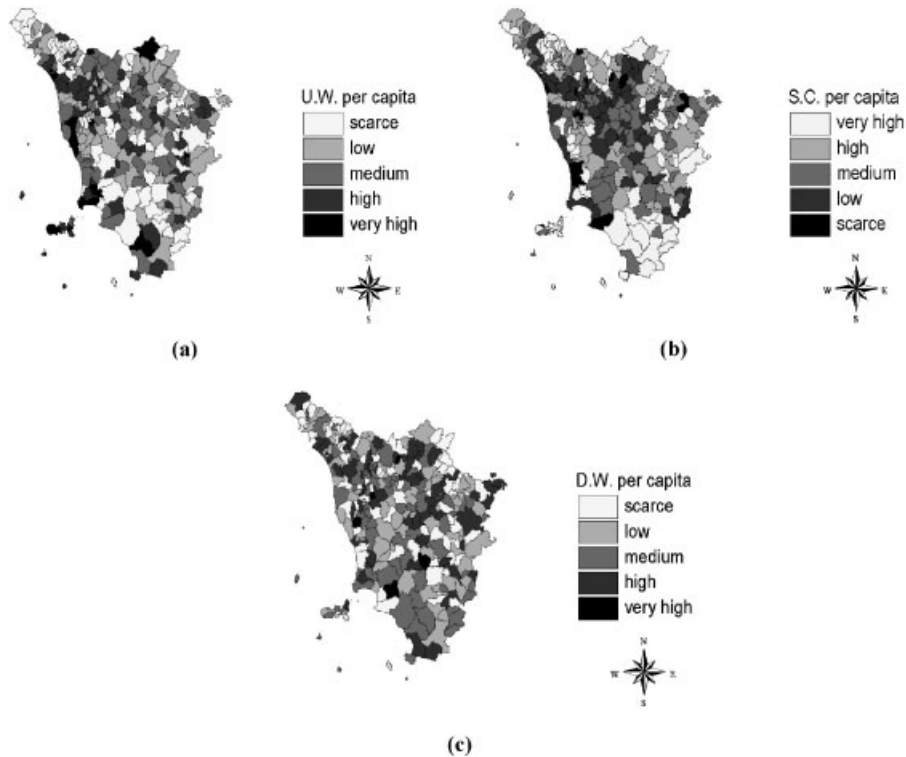 U.W. per capita
scarce
low
medium
high
very high
N
W E
S
(a)
S.C. per capita
very high
high
medium
low
scarce
N
W E
S
(b)
D.W. per capita
scarce
low
medium
high
very high
N
W E
S
(c)